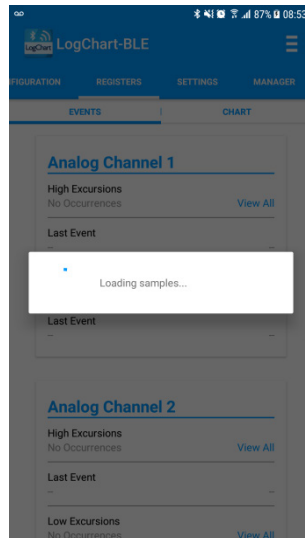 87% 08:53
LogChart LogChart-BLE
FIGURATION REGISTERS SETTINGS MANAGER
EVENTS CHART
Analog Channel 1
High Excursions
No Occurrences View All
Last Event
– –
Loading samples...
Last Event
– –
Analog Channel 2
High Excursions
No Occurrences View All
Last Event
– –
Low Excursions
No Occurrences View All